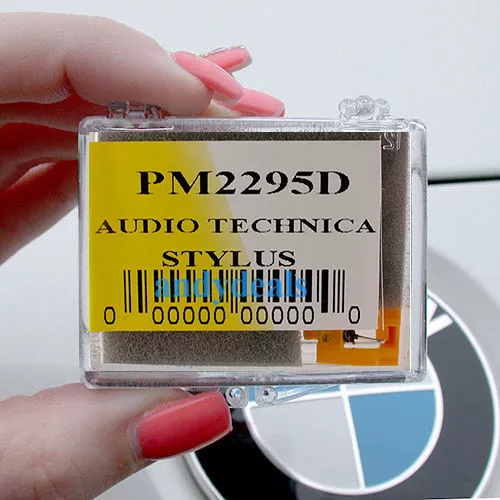 PM2295D
AUDIO TECHNICA
STYLUS
andydeals
0 00000 00000 0